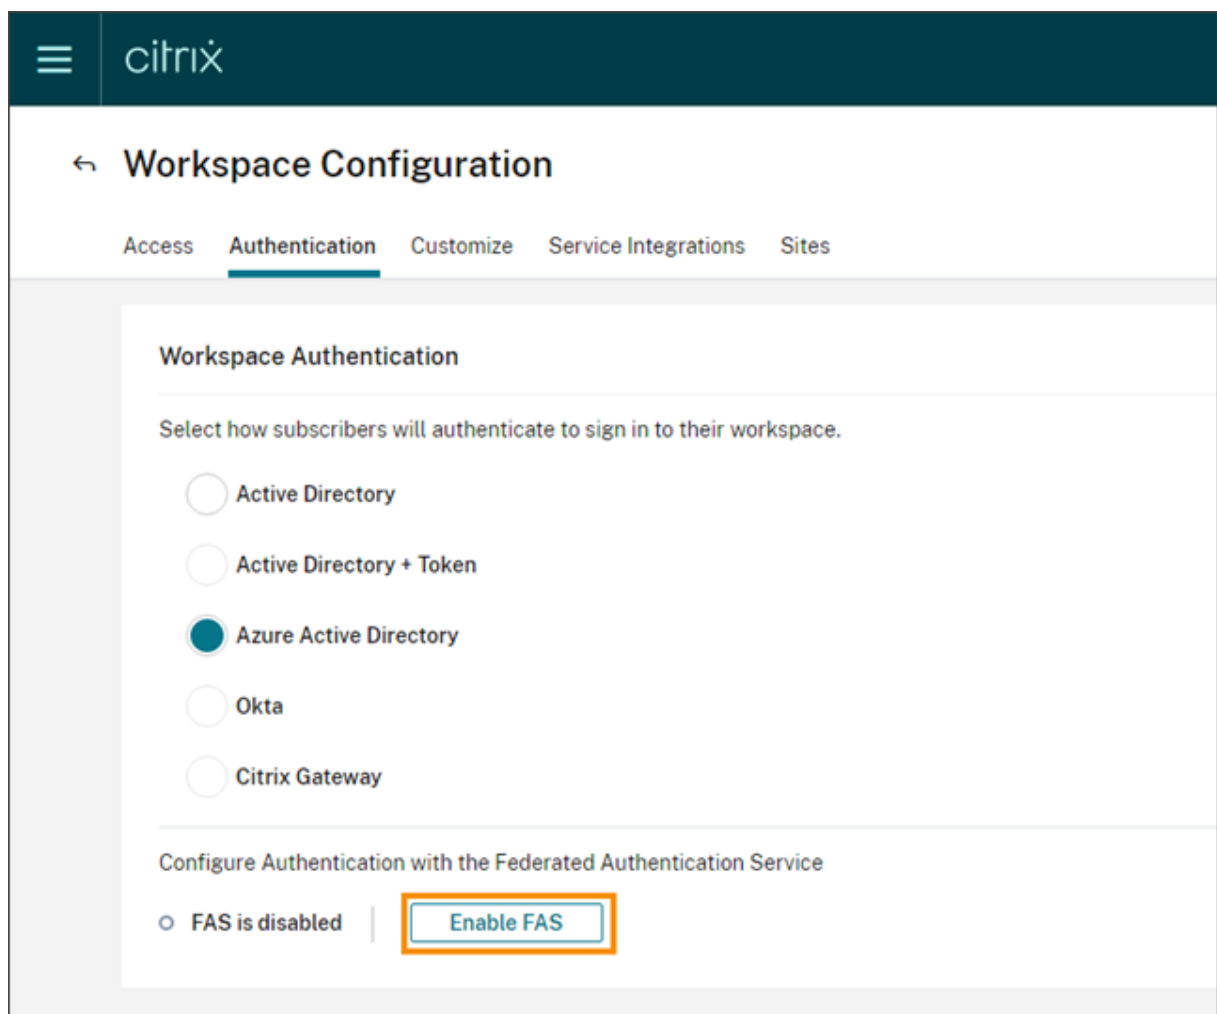 citrix
Workspace Configuration
Access Authentication Customize Service Integrations Sites
Workspace Authentication
Select how subscribers will authenticate to sign in to their workspace.
Active Directory
Active Directory + Token
Azure Active Directory
Okta
Citrix Gateway
Configure Authentication with the Federated Authentication Service
FAS is disabled Enable FAS